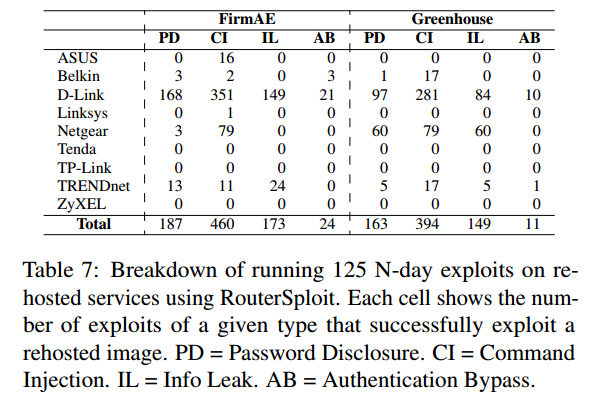 FirmAE Greenhouse
PD CI IL AB PD CI IL AB
ASUS 0 16 0 0 0 0 0 0
Belkin 3 2 0 3 1 17 0 0
D-Link 168 351 149 21 97 281 84 10
Linksys 0 1 0 0 0 0 0 0
Netgear 3 79 0 0 60 79 60 0
Tenda 0 0 0 0 0 0 0 0
TP-Link 0 0 0 0 0 0 0 0
TRENDnet 13 11 24 0 5 17 5 1
ZyXEL 0 0 0 0 0 0 0 0
Total 187 460 173 24 163 394 149 11
Table 7: Breakdown of running 125 N-day exploits on re-
hosted services using RouterSploit. Each cell shows the num-
ber of exploits of a given type that successfully exploit a
rehosted image. PD = Password Disclosure. CI = Command
Injection. IL = Info Leak. AB = Authentication Bypass.